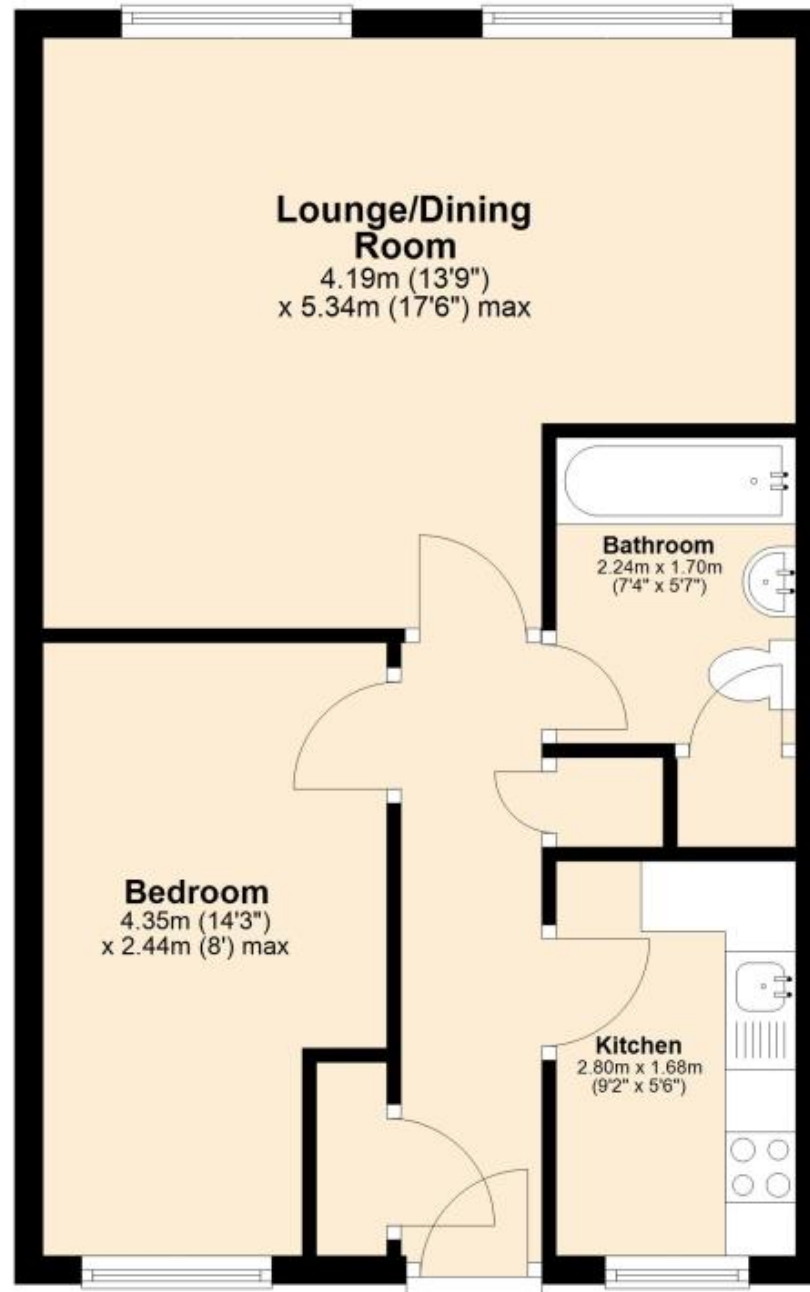 Lounge/Dining
Room
4.19m (13'9")
x 5.34m (17'6") max
Bathroom
2.24m x 1.70m
(7'4" x 5'7")
Bedroom
4.35m (14'3")
x 2.44m (8') max
Kitchen
2.80m x 1.68m
(9'2" x 5'6")